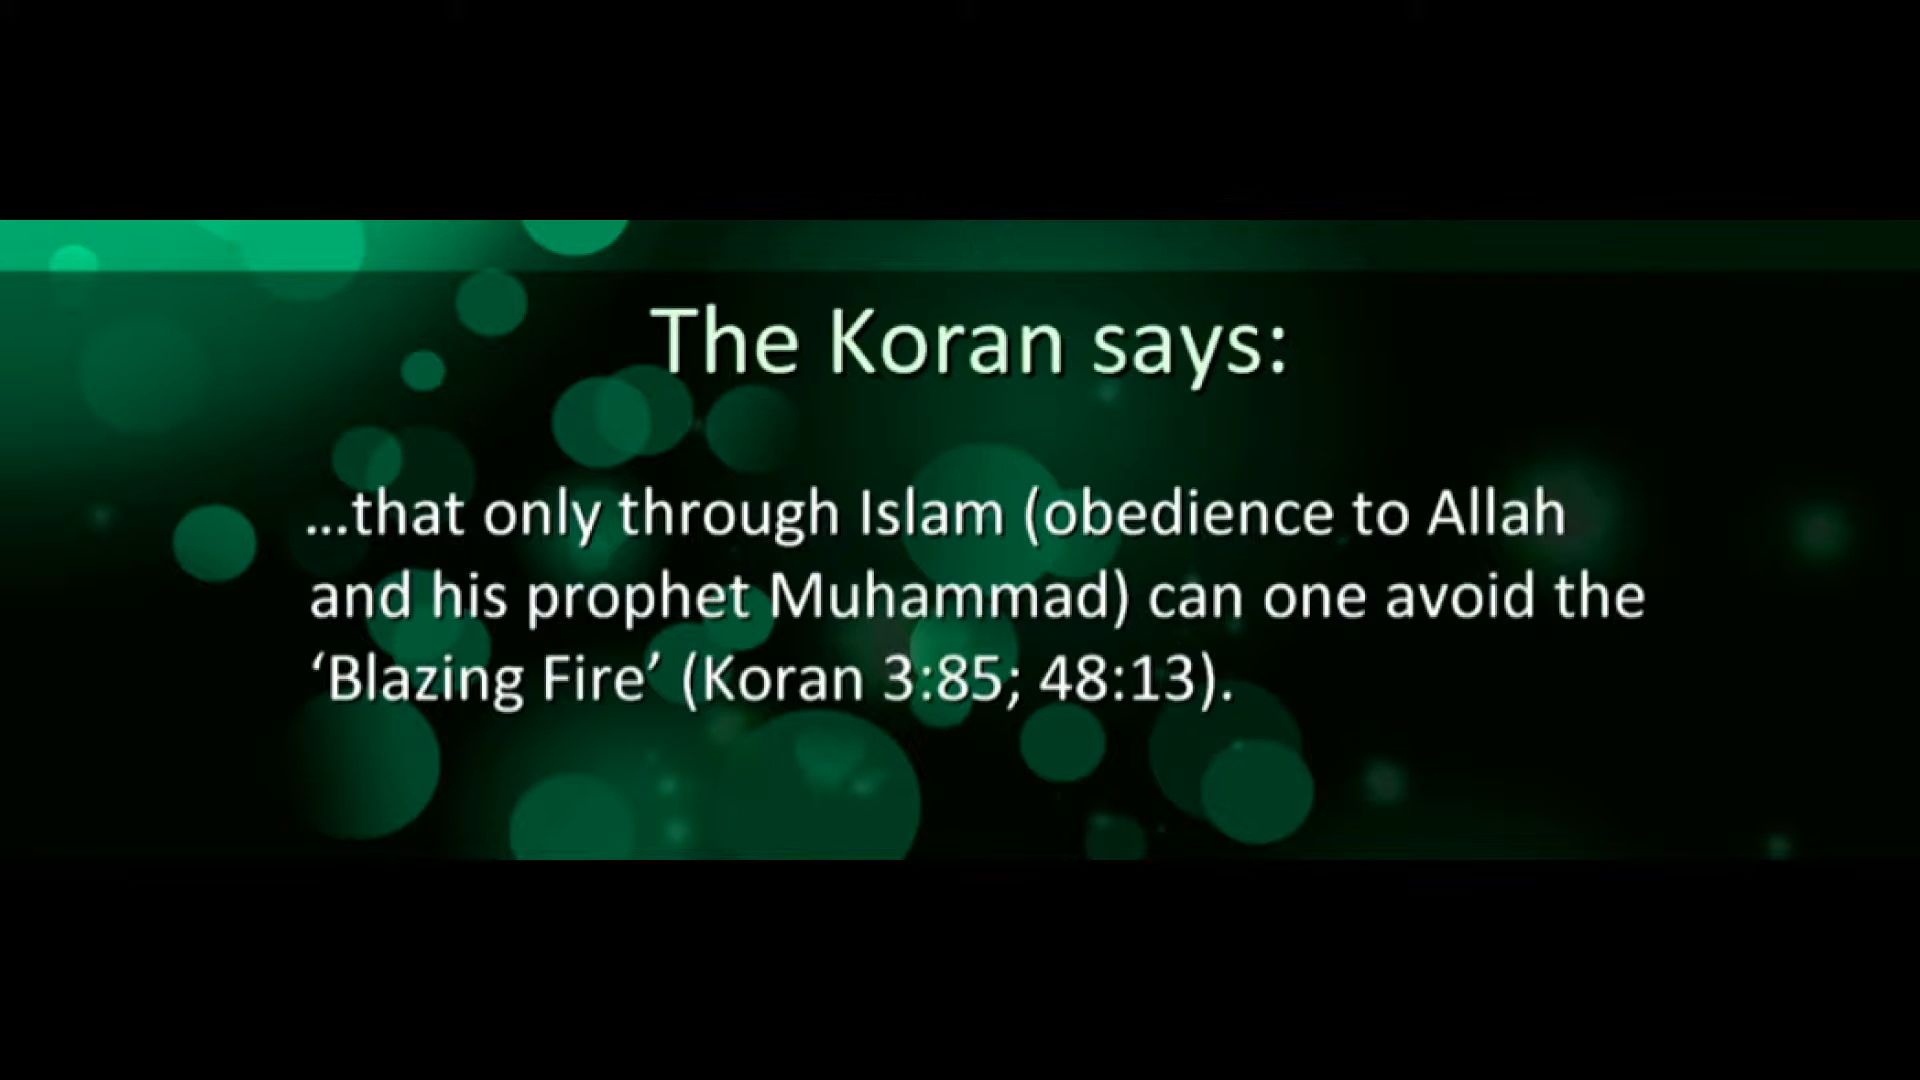 The Koran says:
...that only through Islam (obedience to Allah
and his prophet Muhammad) can one avoid the
‘Blazing Fire’ (Koran 3:85; 48:13).